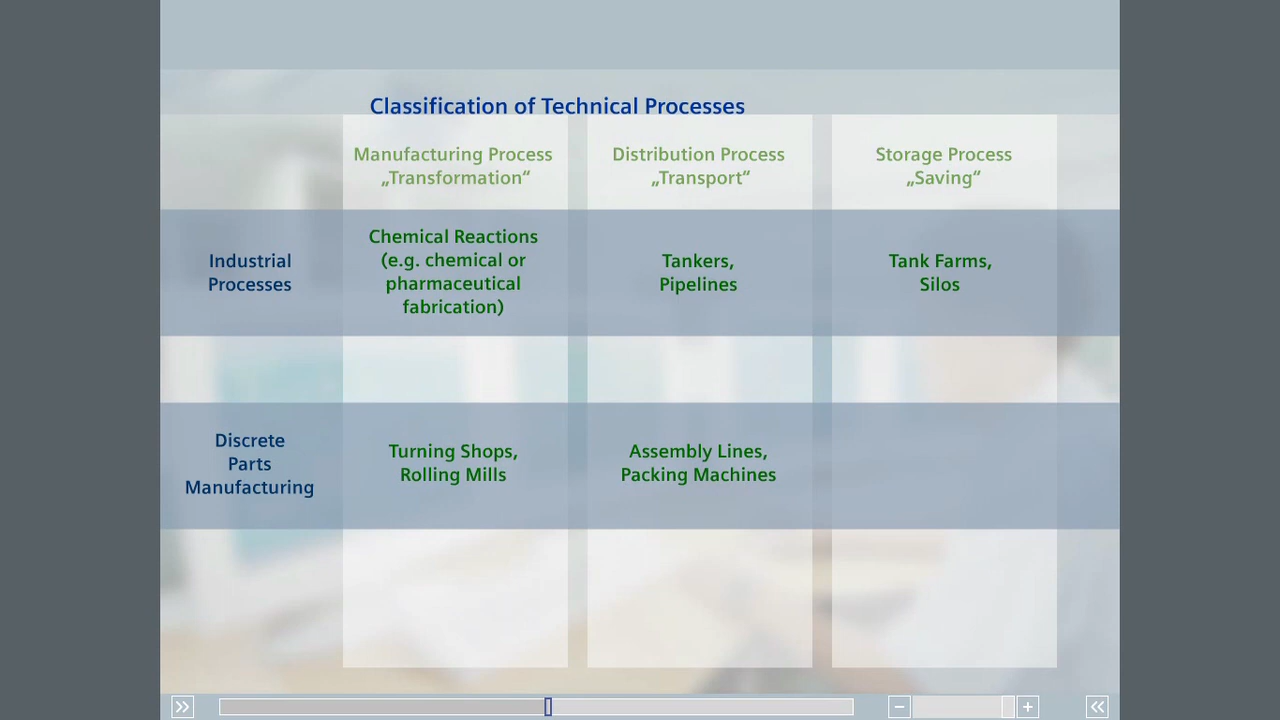 Classification of Technical Processes
Manufacturing Process
„Transformation“
Distribution Process
„Transport“
Storage Process
„Saving“
Industrial
Processes
Chemical Reactions
(e.g. chemical or
pharmaceutical
fabrication)
Tankers,
Pipelines
Tank Farms,
Silos
Discrete
Parts
Manufacturing
Turning Shops,
Rolling Mills
Assembly Lines,
Packing Machines